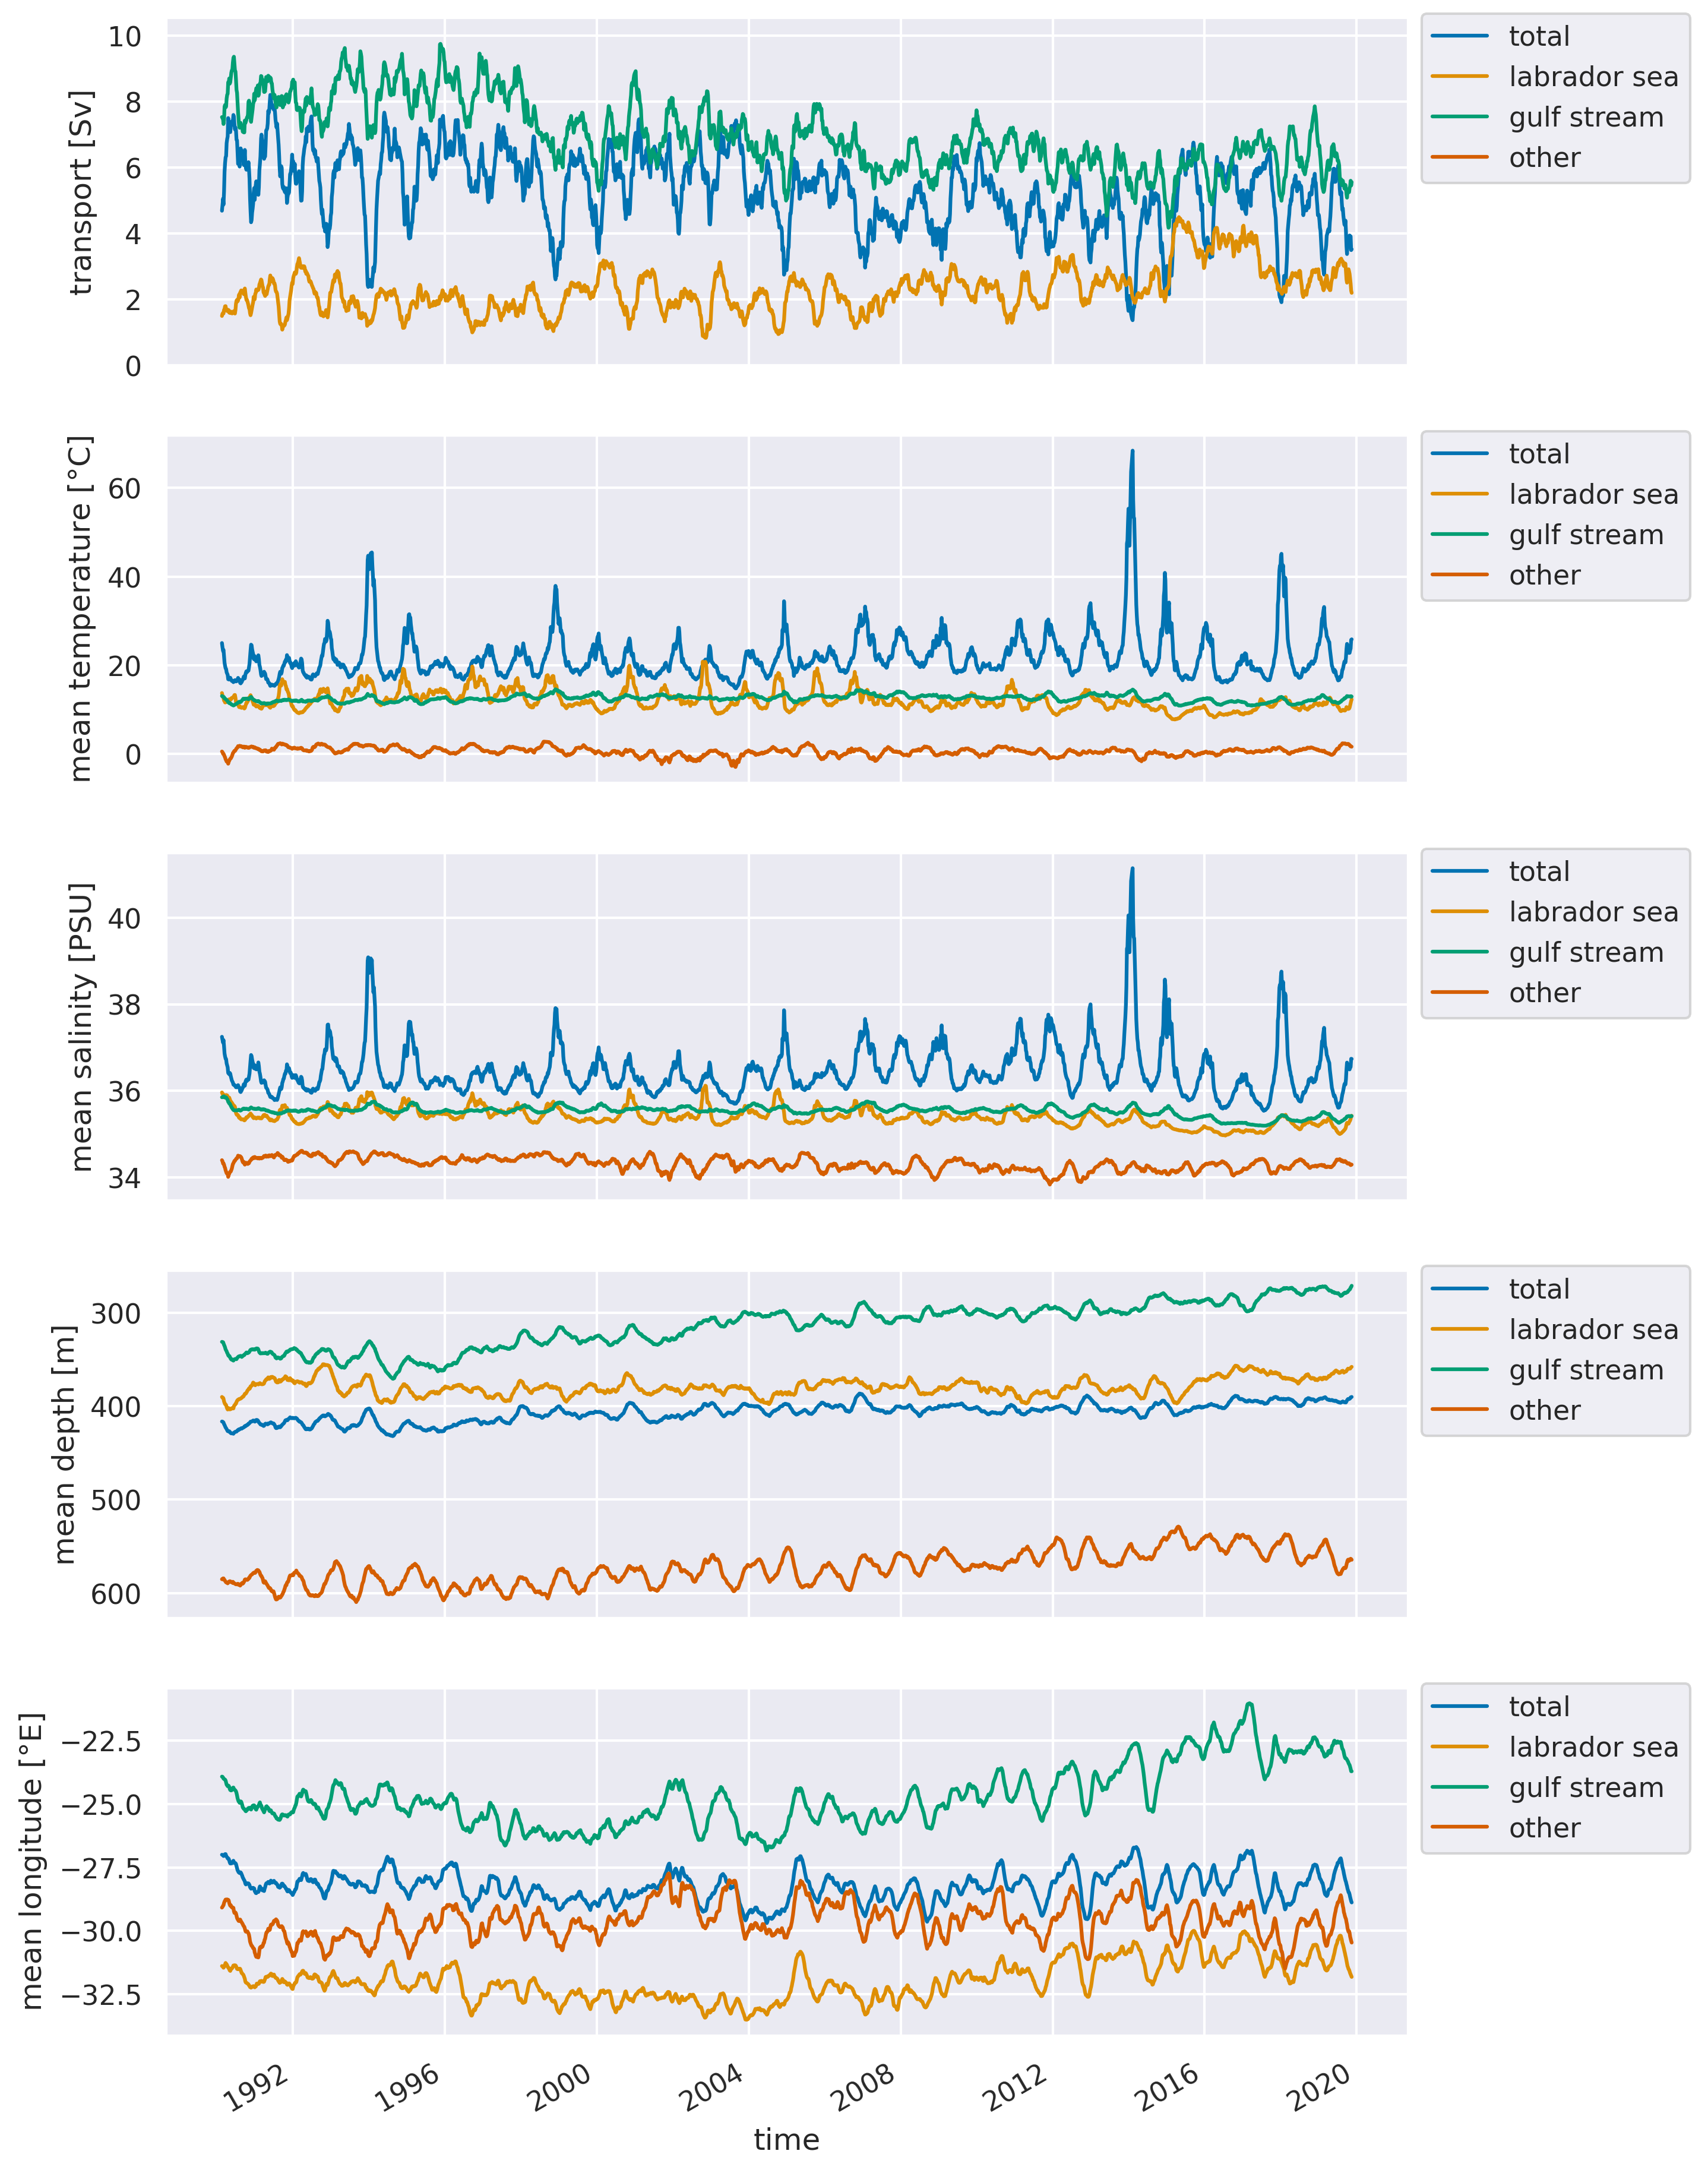 transport [Sv]
10
8
6
4
2
0
total
labrador sea
gulf stream
other
mean temperature [°C]
60
40
20
0
total
labrador sea
gulf stream
other
mean salinity [PSU]
40
38
36
34
total
labrador sea
gulf stream
other
mean depth [m]
300
400
500
600
total
labrador sea
gulf stream
other
mean longitude [°E]
−22.5
−25.0
−27.5
−30.0
−32.5
total
labrador sea
gulf stream
other
1992 1996 2000 2004 2008 2012 2016 2020
time